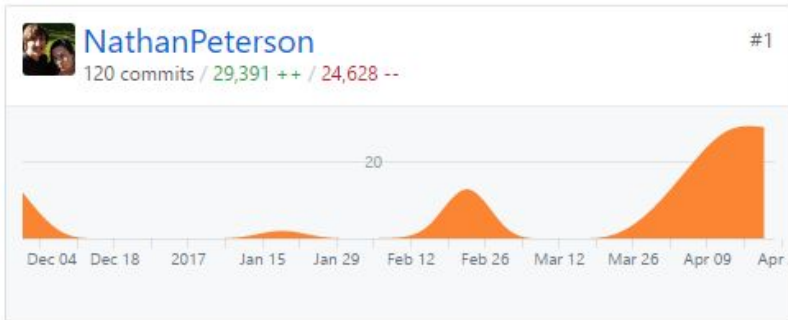 NathanPeterson
#1
120 commits / 29,391 ++ / 24,628 --
20
Dec 04 Dec 18 2017 Jan 15 Jan 29 Feb 12 Feb 26 Mar 12 Mar 26 Apr 09 Apr